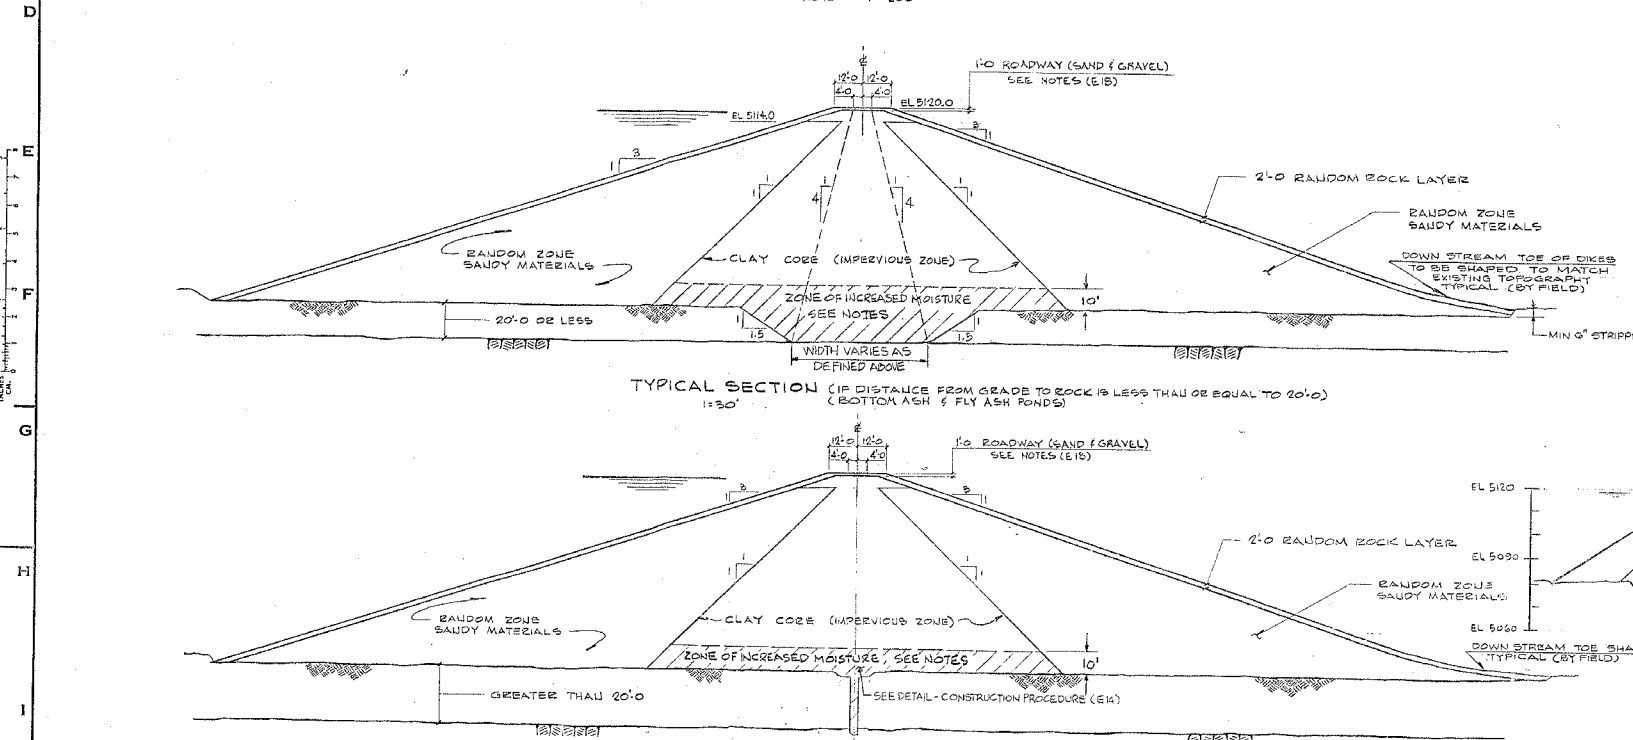 D
12'-0 12'-0
4'-0 4'-0
1'-0 ROADWAY (SAND & GRAVEL)
SEE NOTES (E18)
EL 5120.0
EL 5114.0
3
1
3
1
E
1
1
4
4
1
1
2'-0 RANDOM ROCK LAYER
RANDOM ZONE
SANDY MATERIALS
RANDOM ZONE
SANDY MATERIALS
CLAY CORE (IMPERVIOUS ZONE)
DOWN STREAM TOE OF DIKES
TO BE SHAPED TO MATCH
EXISTING TOPOGRAPHY
TYPICAL (BY FIELD)
F
ZONE OF INCREASED MOISTURE
SEE NOTES
10'
20'-0 OR LESS
1
1.5
1
1.5
MIN 6" STRIPP
WIDTH VARIES AS
DEFINED ABOVE
TYPICAL SECTION (IF DISTANCE FROM GRADE TO ROCK IS LESS THAN OR EQUAL TO 20'-0)
1=30' (BOTTOM ASH & FLY ASH PONDS)
G
12'-0 12'-0
4'-0 4'-0
1'-0 ROADWAY (SAND & GRAVEL)
SEE NOTES (E18)
3
1
3
1
EL 5120
2'-0 RANDOM ROCK LAYER
EL 5090
H
1
1
1
1
RANDOM ZONE
SANDY MATERIALS
RANDOM ZONE
SANDY MATERIALS
CLAY CORE (IMPERVIOUS ZONE)
EL 5060
DOWN STREAM TOE SHA
TYPICAL (BY FIELD)
ZONE OF INCREASED MOISTURE, SEE NOTES
10'
GREATER THAN 20'-0
SEE DETAIL-CONSTRUCTION PROCEDURE (E14)
I